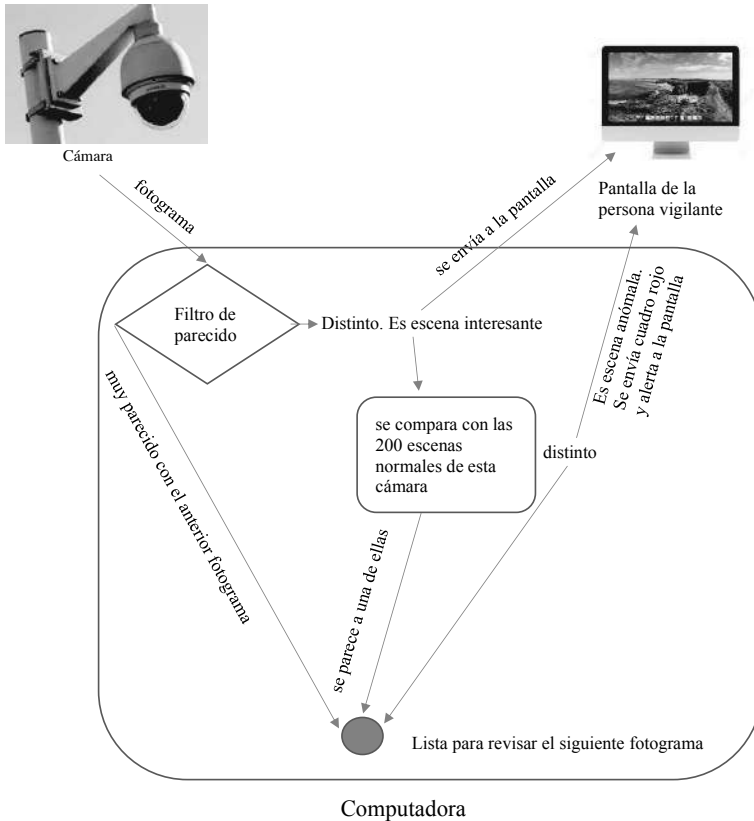 Cámara
Pantalla de la
persona vigilante
fotograma
se envía a la pantalla
Filtro de
parecido
Distinto. Es escena interesante
Es escena anómala.
Se envía cuadro rojo
y alerta a la pantalla
muy parecido con el anterior fotograma
se compara con las
200 escenas
normales de esta
cámara
distinto
se parece a una de ellas
Lista para revisar el siguiente fotograma
Computadora